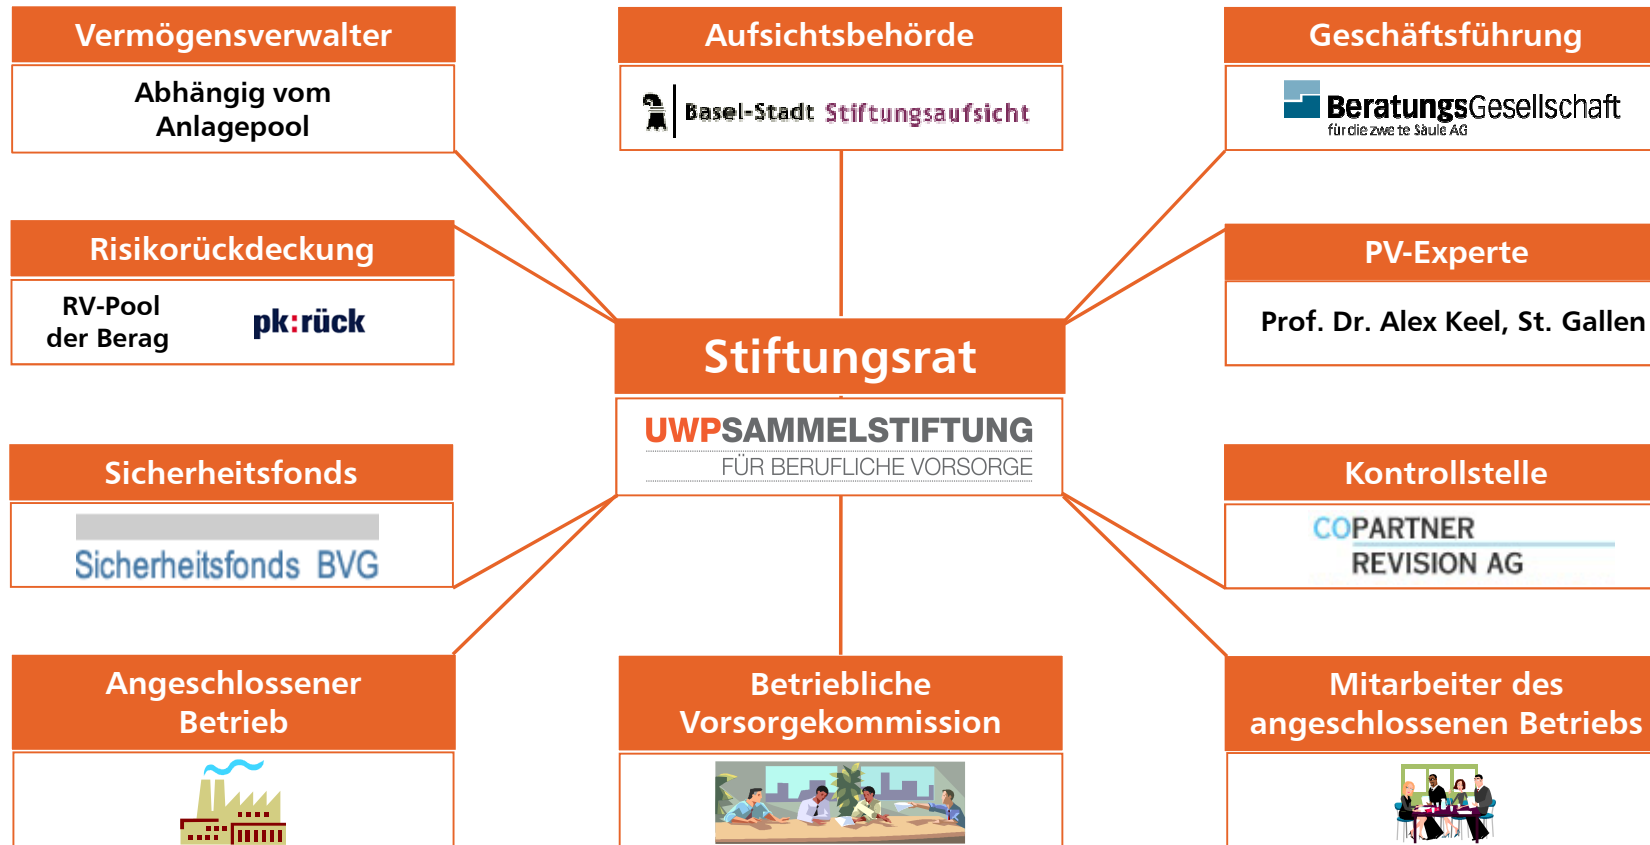 Vermögensverwalter
Abhängig vom
Anlagepool
Aufsichtsbehörde
Basel-Stadt Stiftungsaufsicht
Geschäftsführung
BeratungsGesellschaft
für die zweite Säule AG
Risikorückdeckung
RV-Pool
der Berag
pk:rück
PV-Experte
Prof. Dr. Alex Keel, St. Gallen
Stiftungsrat
UWPSAMMELSTIFTUNG
FÜR BERUFLICHE VORSORGE
Sicherheitsfonds
Sicherheitsfonds BVG
Kontrollstelle
COPARTNER
REVISION AG
Angeschlossener
Betrieb
Betriebliche
Vorsorgekommission
Mitarbeiter des
angeschlossenen Betriebs